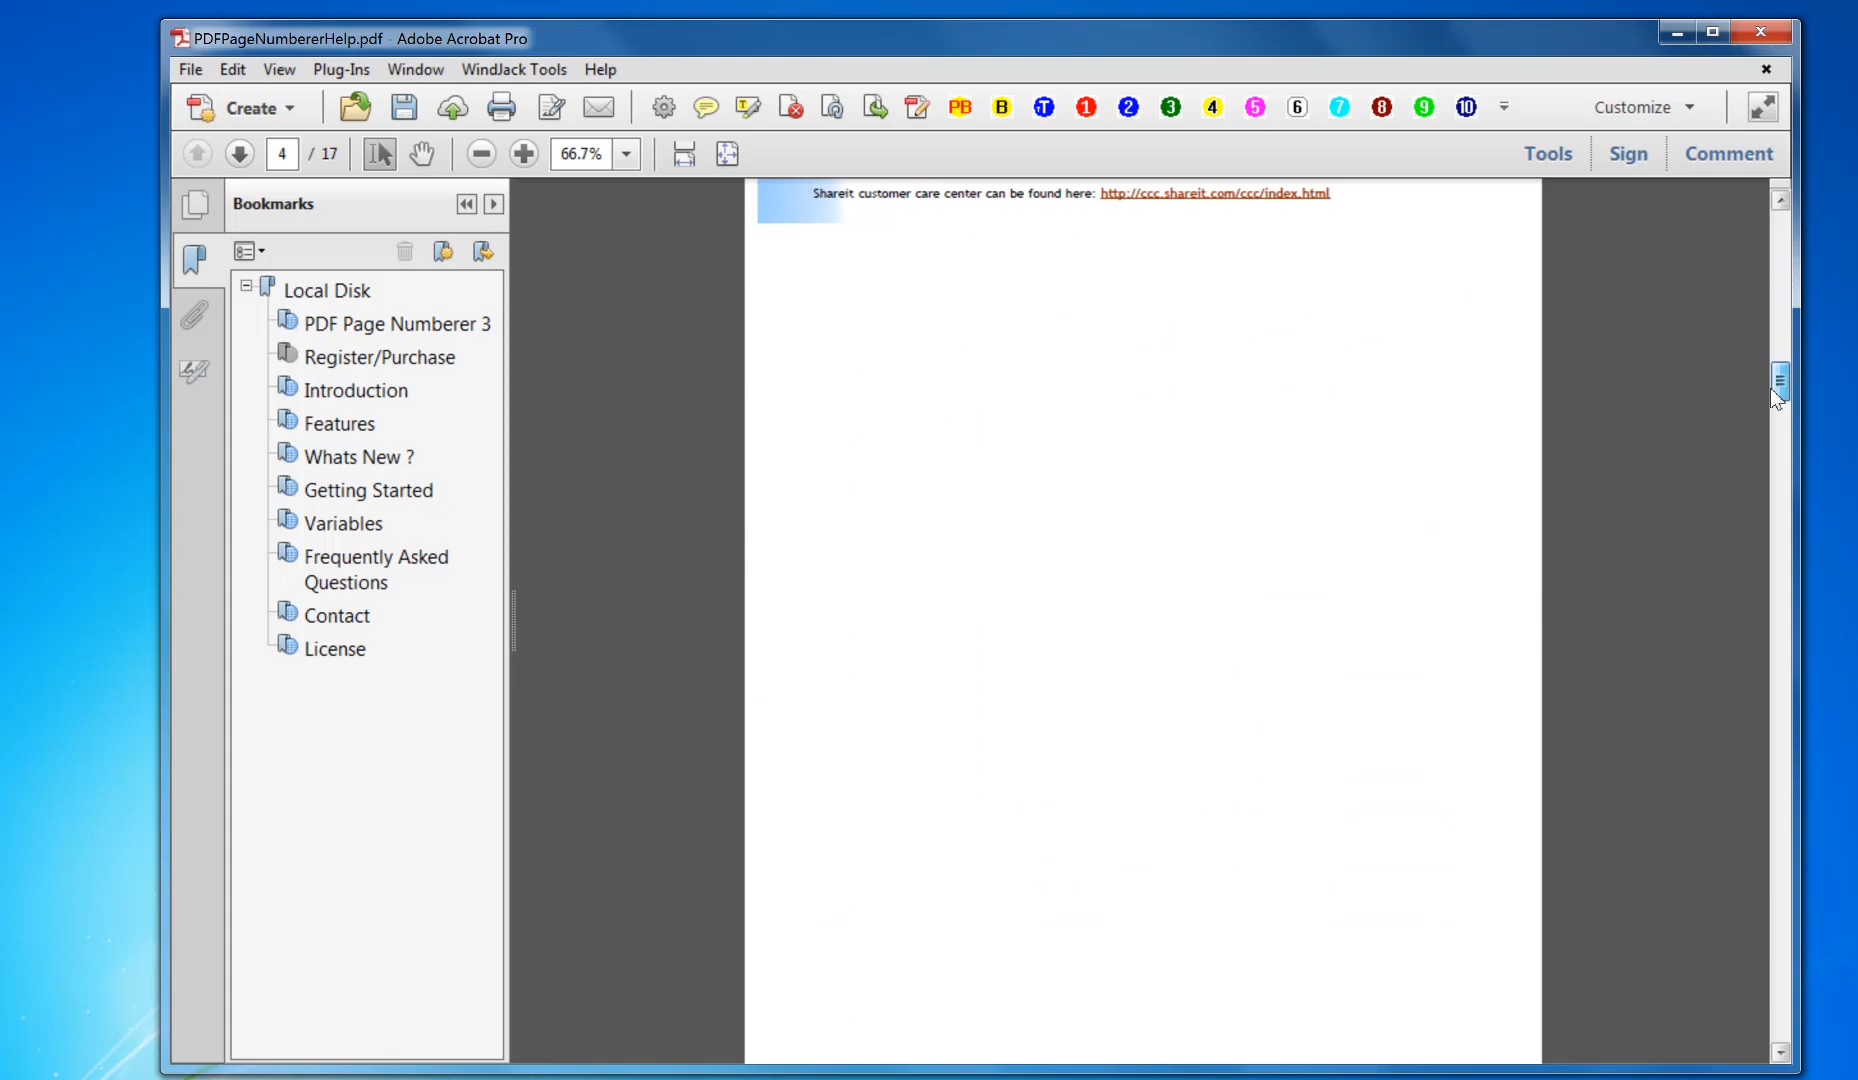 PDFPageNumbererHelp.pdf - Adobe Acrobat Pro
File Edit View Plug-Ins Window WindJack Tools Help
Create PB B T 1 2 3 4 5 6 7 8 9 10 Customize
4 / 17 66.7% Tools Sign Comment
Bookmarks
Shareit customer care center can be found here: http://ccc.shareit.com/ccc/index.html
Local Disk
PDF Page Numberer 3
Register/Purchase
Introduction
Features
Whats New ?
Getting Started
Variables
Frequently Asked
Questions
Contact
License